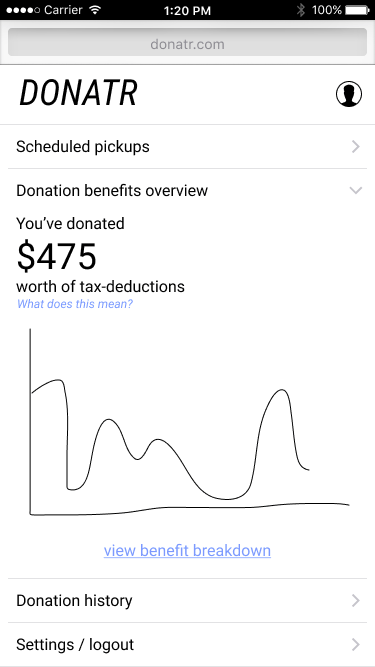 Carrier 1:20 PM 100%
donatr.com
DONATR
Scheduled pickups
Donation benefits overview
You've donated
$475
worth of tax-deductions
What does this mean?
view benefit breakdown
Donation history
Settings / logout